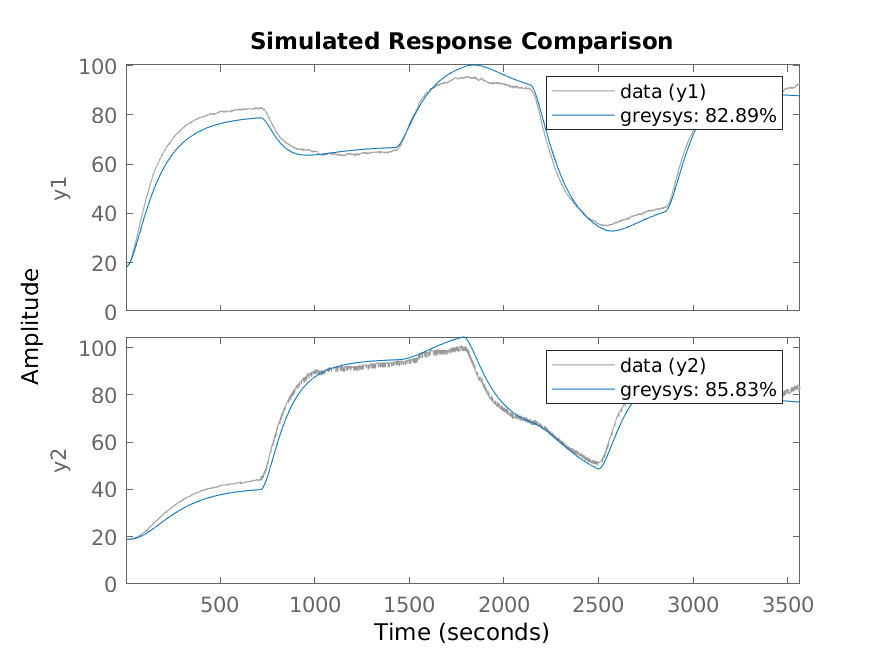 Simulated Response Comparison
100
80
60
40
20
0
y1
data (y1)
greysys: 82.89%
Amplitude
100
80
60
40
20
0
y2
data (y2)
greysys: 85.83%
500 1000 1500 2000 2500 3000 3500
Time (seconds)